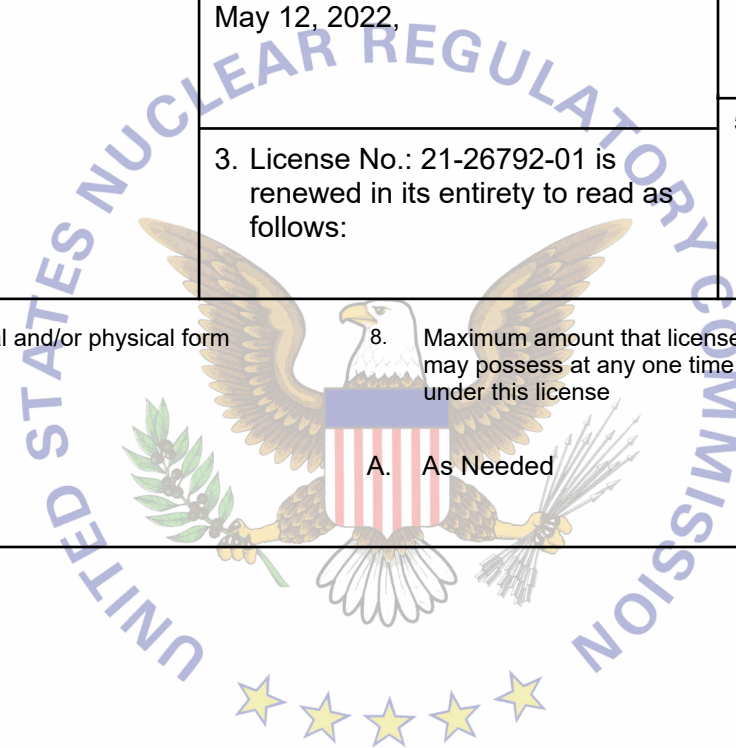 May 12, 2022,
3. License No.: 21-26792-01 is
renewed in its entirety to read as
follows:
and/or physical form
8. Maximum amount that license
may possess at any one time
under this license
A. As Needed
UNITED STATES NUCLEAR REGULATORY COMMISSION